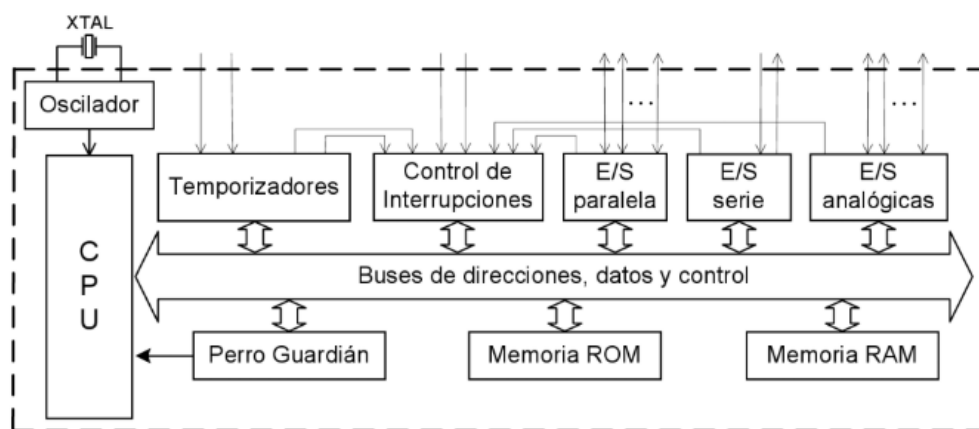 XTAL
Oscilador
Temporizadores
Control de
Interrupciones
E/S
paralela
E/S
serie
E/S
analógicas
...
...
C
P
U
Buses de direcciones, datos y control
Perro Guardián
Memoria ROM
Memoria RAM